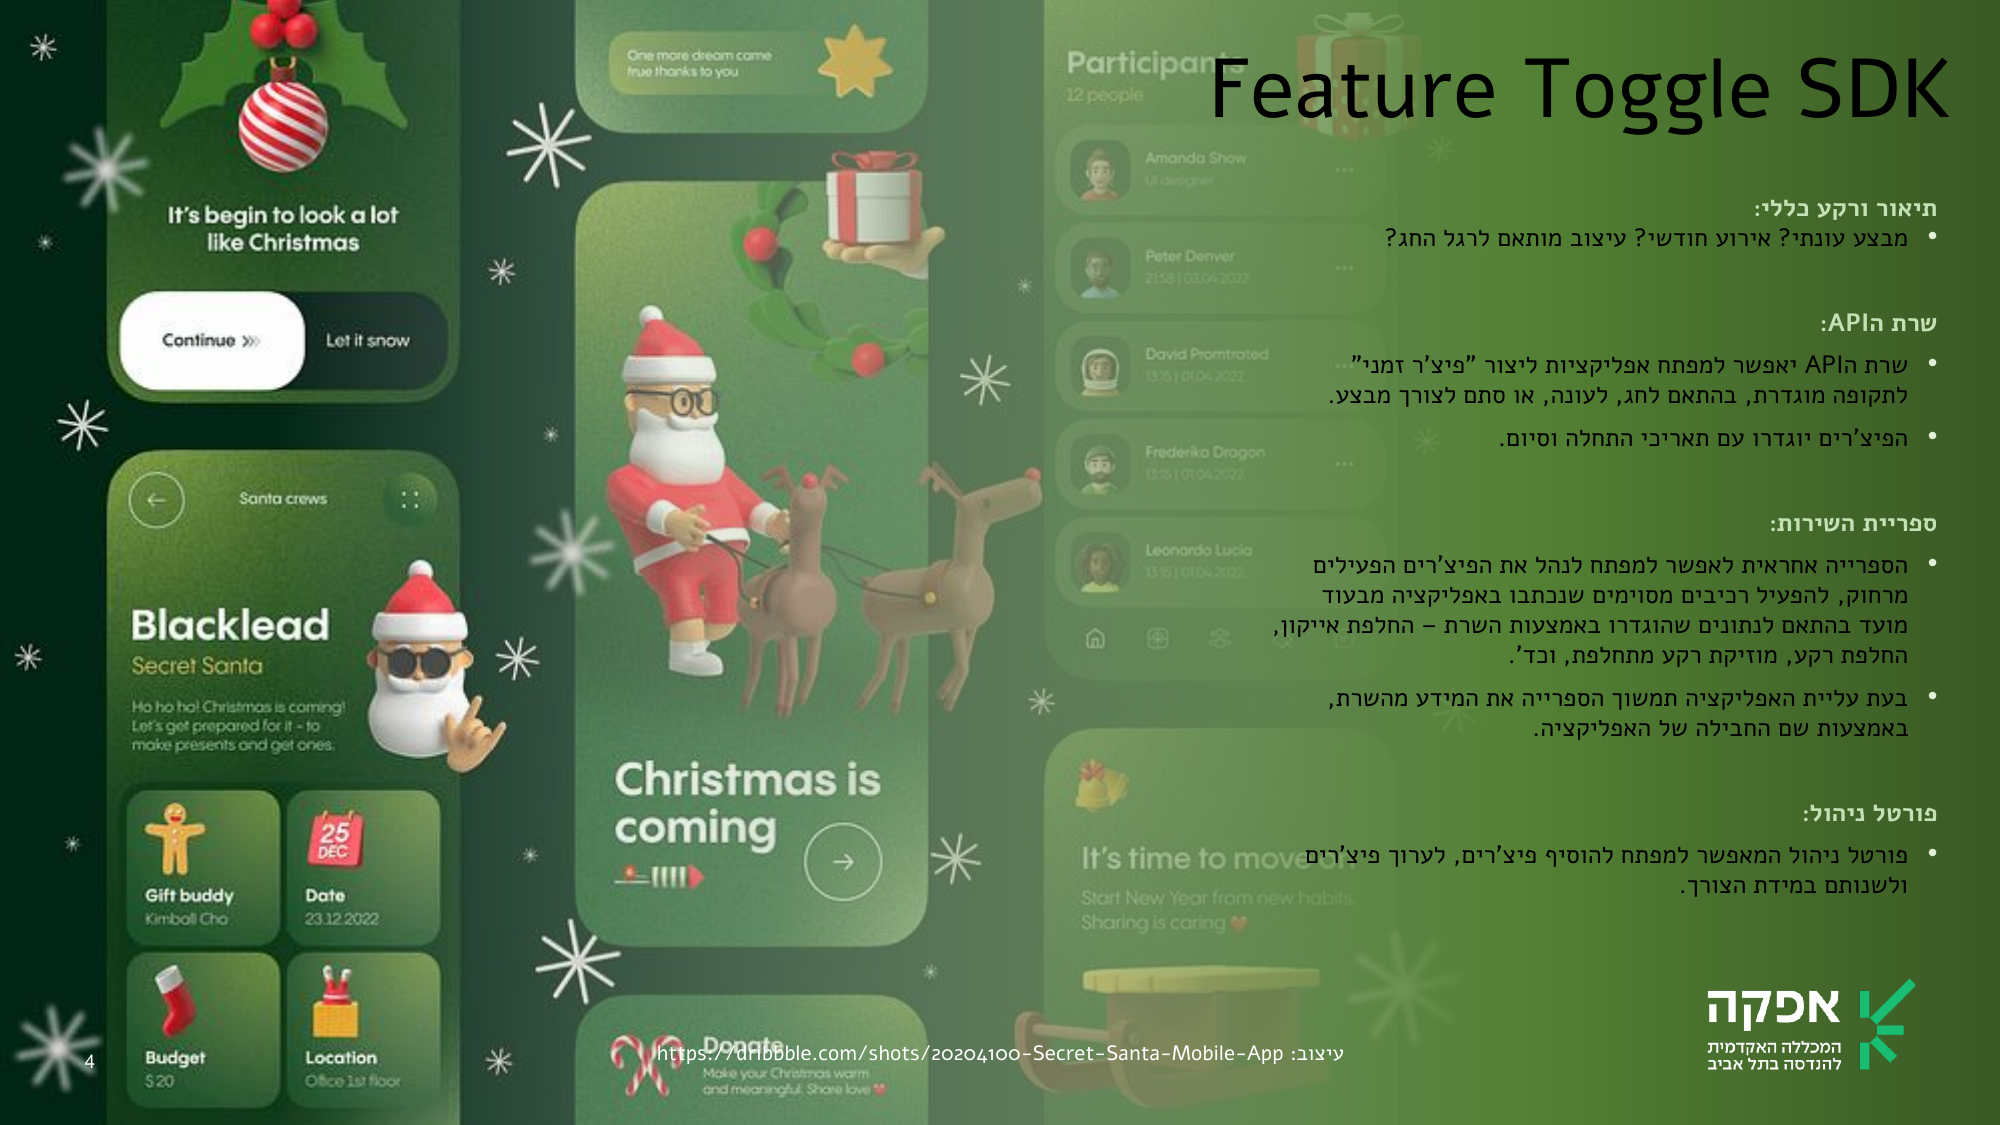 Feature Toggle SDK
תיאור ורקע כללי:
• מבצע עונתי? אירוע חודשי? עיצוב מותאם לרגל החג?
שרת הAPI:
• שרת הAPI יאפשר למפתח אפליקציות ליצור "פיצ'ר זמני"
לתקופה מוגדרת, בהתאם לחג, לעונה, או סתם לצורך מבצע.
• הפיצ'רים יוגדרו עם תאריכי התחלה וסיום.
ספריית השירות:
• הספרייה אחראית לאפשר למפתח לנהל את הפיצ'רים הפעילים
מרחוק, להפעיל רכיבים מסוימים שנכתבו באפליקציה מבעוד
מועד בהתאם לנתונים שהוגדרו באמצעות השרת – החלפת אייקון,
החלפת רקע, מוזיקת רקע מתחלפת, וכד'.
• בעת עליית האפליקציה תמשוך הספרייה את המידע מהשרת,
באמצעות שם החבילה של האפליקציה.
פורטל ניהול:
• פורטל ניהול המאפשר למפתח להוסיף פיצ'רים, לערוך פיצ'רים
ולשנותם במידת הצורך.
אפקה
המכללה האקדמית
להנדסה בתל אביב
עיצוב: https://dribbble.com/shots/20204100-Secret-Santa-Mobile-App
4
It's begin to look a lot
like Christmas
Continue
Let it snow
Santa crews
Blacklead
Secret Santa
Ho ho ho! Christmas is coming!
Let's get prepared for it - to
make presents and get ones.
Gift buddy
Kimball Cho
25
DEC
Date
23.12.2022
Budget
$20
Location
Office 1st floor
One more dream came
true thanks to you
Christmas is
coming
Donate
Make your Christmas warm
and meaningful. Share love
Participants
12 people
Amanda Show
UI designer
Peter Denver
21:58 | 03.04.2022
David Promtrated
13:15 | 01.04.2022
Frederiko Dragon
13:15 | 01.04.2022
Leonardo Lucia
13:15 | 01.04.2022
It's time to move on
Start New Year from new habits.
Sharing is caring